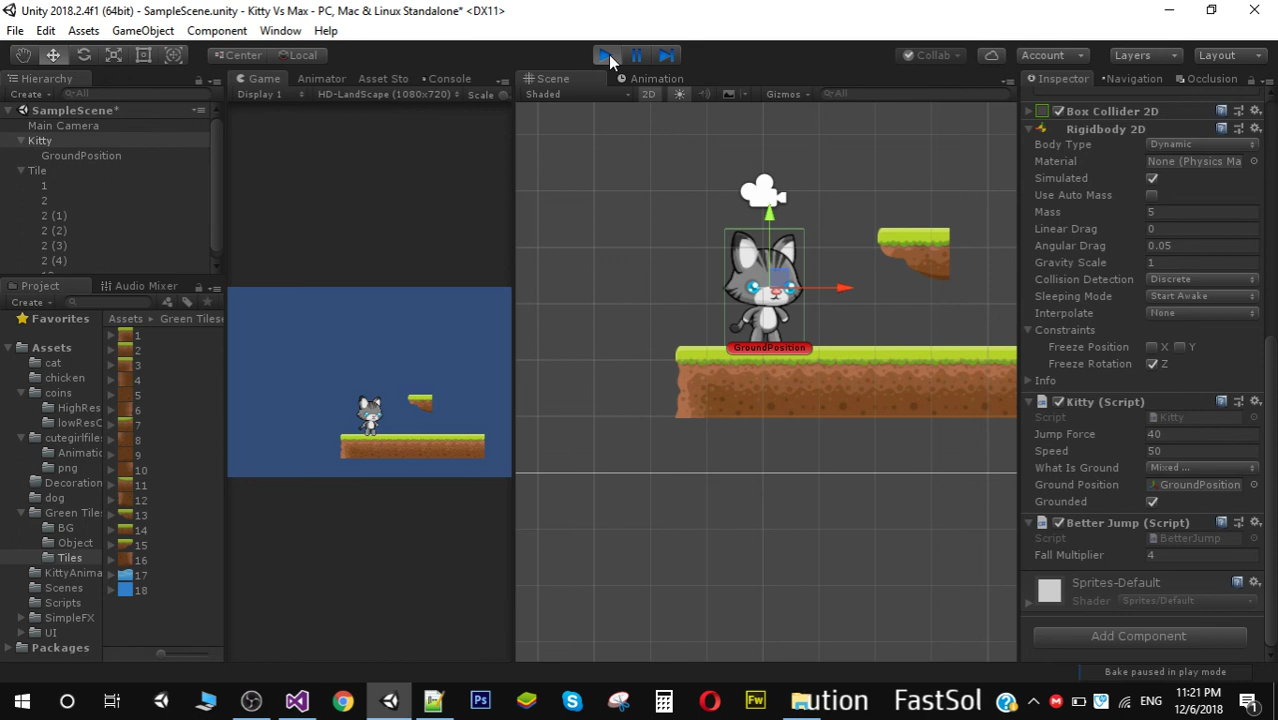 Unity 2018.2.4f1 (64bit) - SampleScene.unity - Kitty Vs Max - PC, Mac & Linux Standalone* <DX11>
File Edit Assets GameObject Component Window Help
Center Local Collab Account Layers Layout
Hierarchy Game Animator Asset Sto Console Scene Animation Inspector Navigation Occlusion
Create All Display 1 HD-LandScape (1080x720) Scale Shaded 2D Gizmos All
SampleScene*
Main Camera
Kitty
GroundPosition
Tile
1
2
2 (1)
2 (2)
2 (3)
2 (4)
Project Audio Mixer
Create
Favorites
Assets
cat
chicken
coins
HighRes
lowResC
cutegirlfiles
Animatio
png
Decoration
dog
Green Tiles
BG
Object
Tiles
KittyAnima
Scenes
Scripts
SimpleFX
UI
Packages
Assets Green Tiles
1
2
3
4
5
6
7
8
9
10
11
12
13
14
15
16
17
18
GroundPosition
Box Collider 2D
Rigidbody 2D
Body Type Dynamic
Material None (Physics Ma
Simulated
Use Auto Mass
Mass 5
Linear Drag 0
Angular Drag 0.05
Gravity Scale 1
Collision Detection Discrete
Sleeping Mode Start Awake
Interpolate None
Constraints
Freeze Position X Y
Freeze Rotation Z
Info
Kitty (Script)
Script Kitty
Jump Force 40
Speed 50
What Is Ground Mixed ...
Ground Position GroundPosition
Grounded
Better Jump (Script)
Script BetterJump
Fall Multiplier 4
Sprites-Default
Shader Sprites/Default
Add Component
Bake paused in play mode
Ps
Fw
ution FastSol
ENG
11:21 PM
12/6/2018